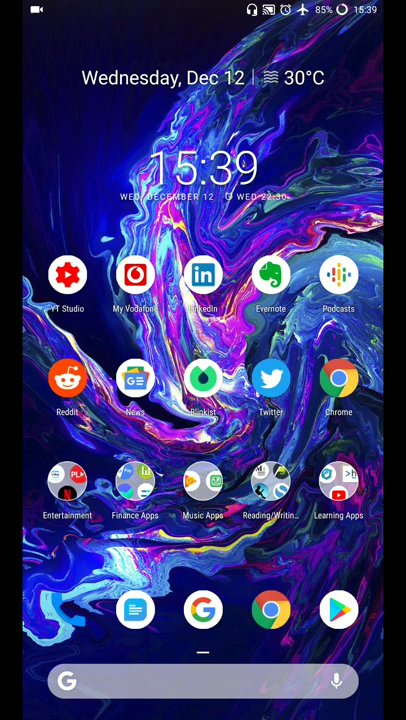 85% 15:39
Wednesday, Dec 12 | 30°C
15:39
WED, DECEMBER 12 WED 22:30
YT Studio My Vodafone LinkedIn Evernote Podcasts
Reddit News Blinkist Twitter Chrome
Entertainment Finance Apps Music Apps Reading/Writin... Learning Apps